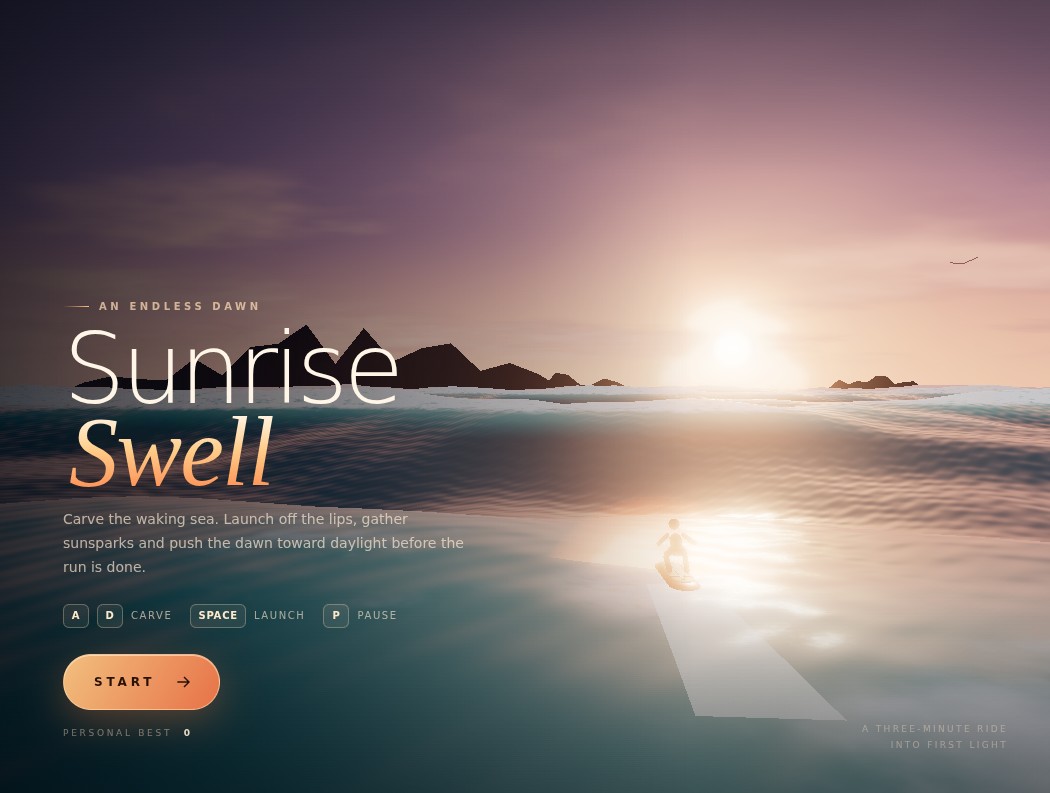 AN ENDLESS DAWN
Sunrise
Swell
Carve the waking sea. Launch off the lips, gather
sunsparks and push the dawn toward daylight before the
run is done.
A D CARVE SPACE LAUNCH P PAUSE
START →
PERSONAL BEST 0
A THREE-MINUTE RIDE
INTO FIRST LIGHT